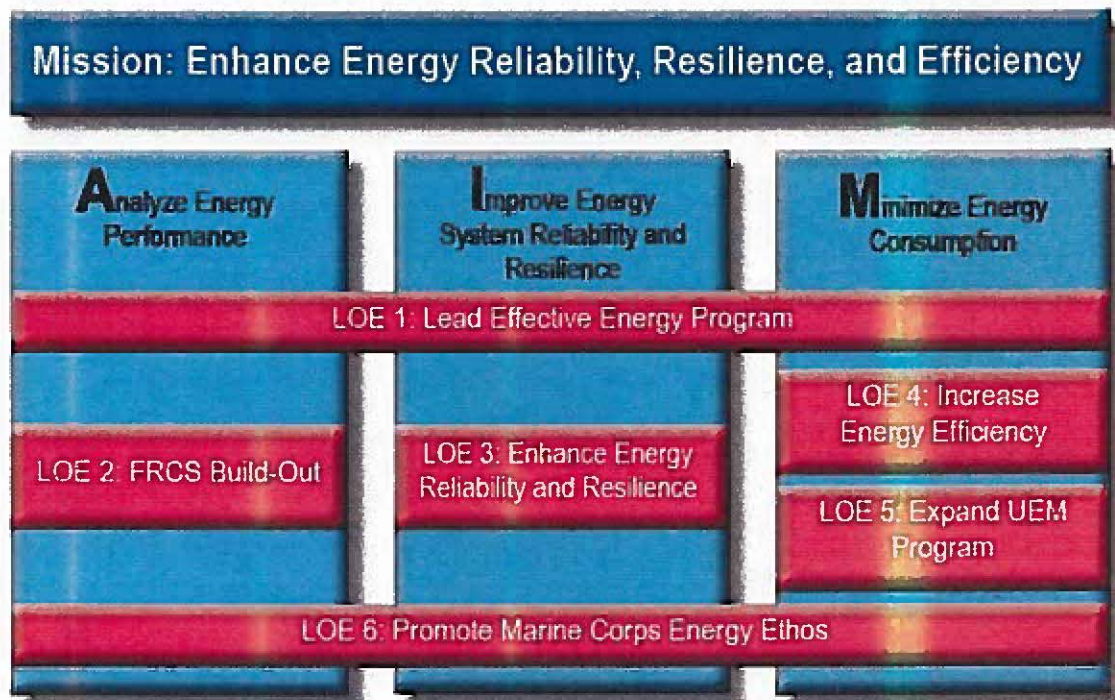 Mission: Enhance Energy Reliability, Resilience, and Efficiency
Analyze Energy
Performance
Improve Energy
System Reliability and
Resilience
Minimize Energy
Consumption
LOE 1: Lead Effective Energy Program
LOE 2: FRCS Build-Out
LOE 3: Enhance Energy
Reliability and Resilience
LOE 4: Increase
Energy Efficiency
LOE 5: Expand UEM
Program
LOE 6: Promote Marine Corps Energy Ethos